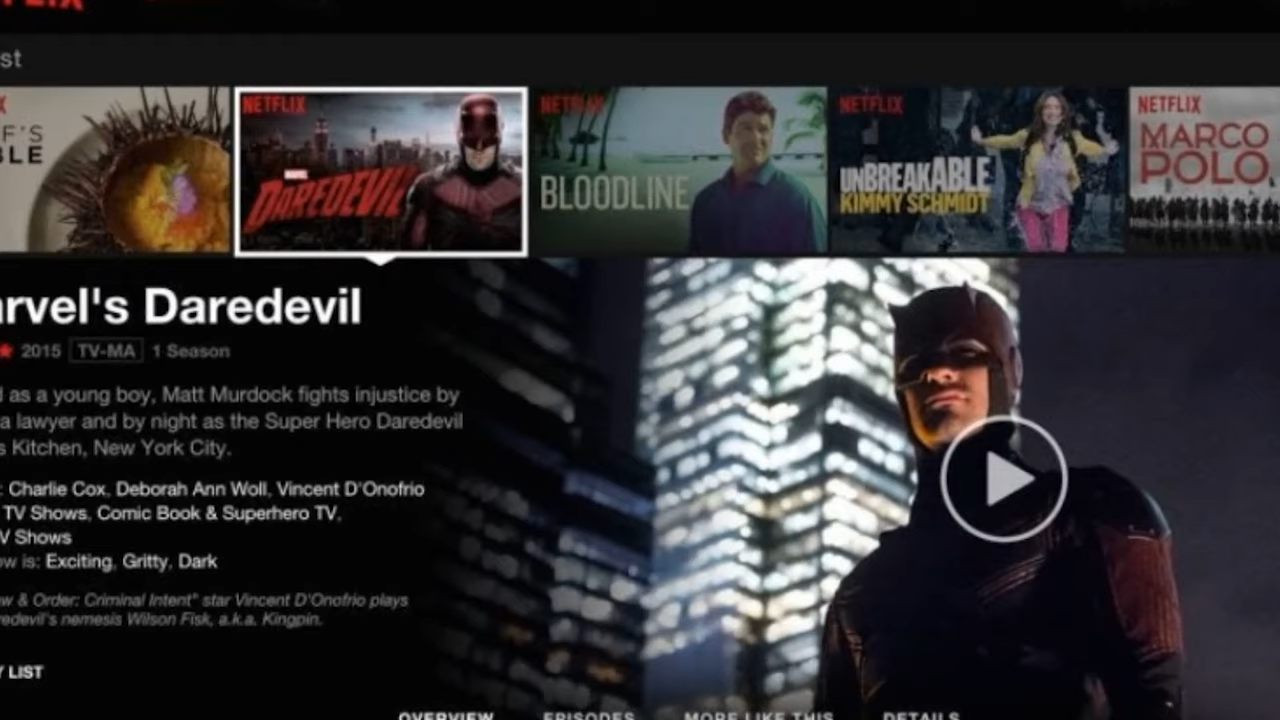 FLIX
st
F'S
BLE
NETFLIX
MARVEL
DAREDEVIL
NETFLIX
BLOODLINE
NETFLIX
UNBREAKABLE
KIMMY SCHMIDT
NETFLIX
MARCO
POLO
arvel's Daredevil
2015 TV-MA 1 Season
d as a young boy, Matt Murdock fights injustice by
a lawyer and by night as the Super Hero Daredevil
s Kitchen, New York City.
: Charlie Cox, Deborah Ann Woll, Vincent D'Onofrio
TV Shows, Comic Book & Superhero TV,
V Shows
ow is: Exciting, Gritty, Dark
aw & Order: Criminal Intent" star Vincent D'Onofrio plays
redevil's nemesis Wilson Fisk, a.k.a. Kingpin.
Y LIST
OVERVIEW EPISODES MORE LIKE THIS DETAILS